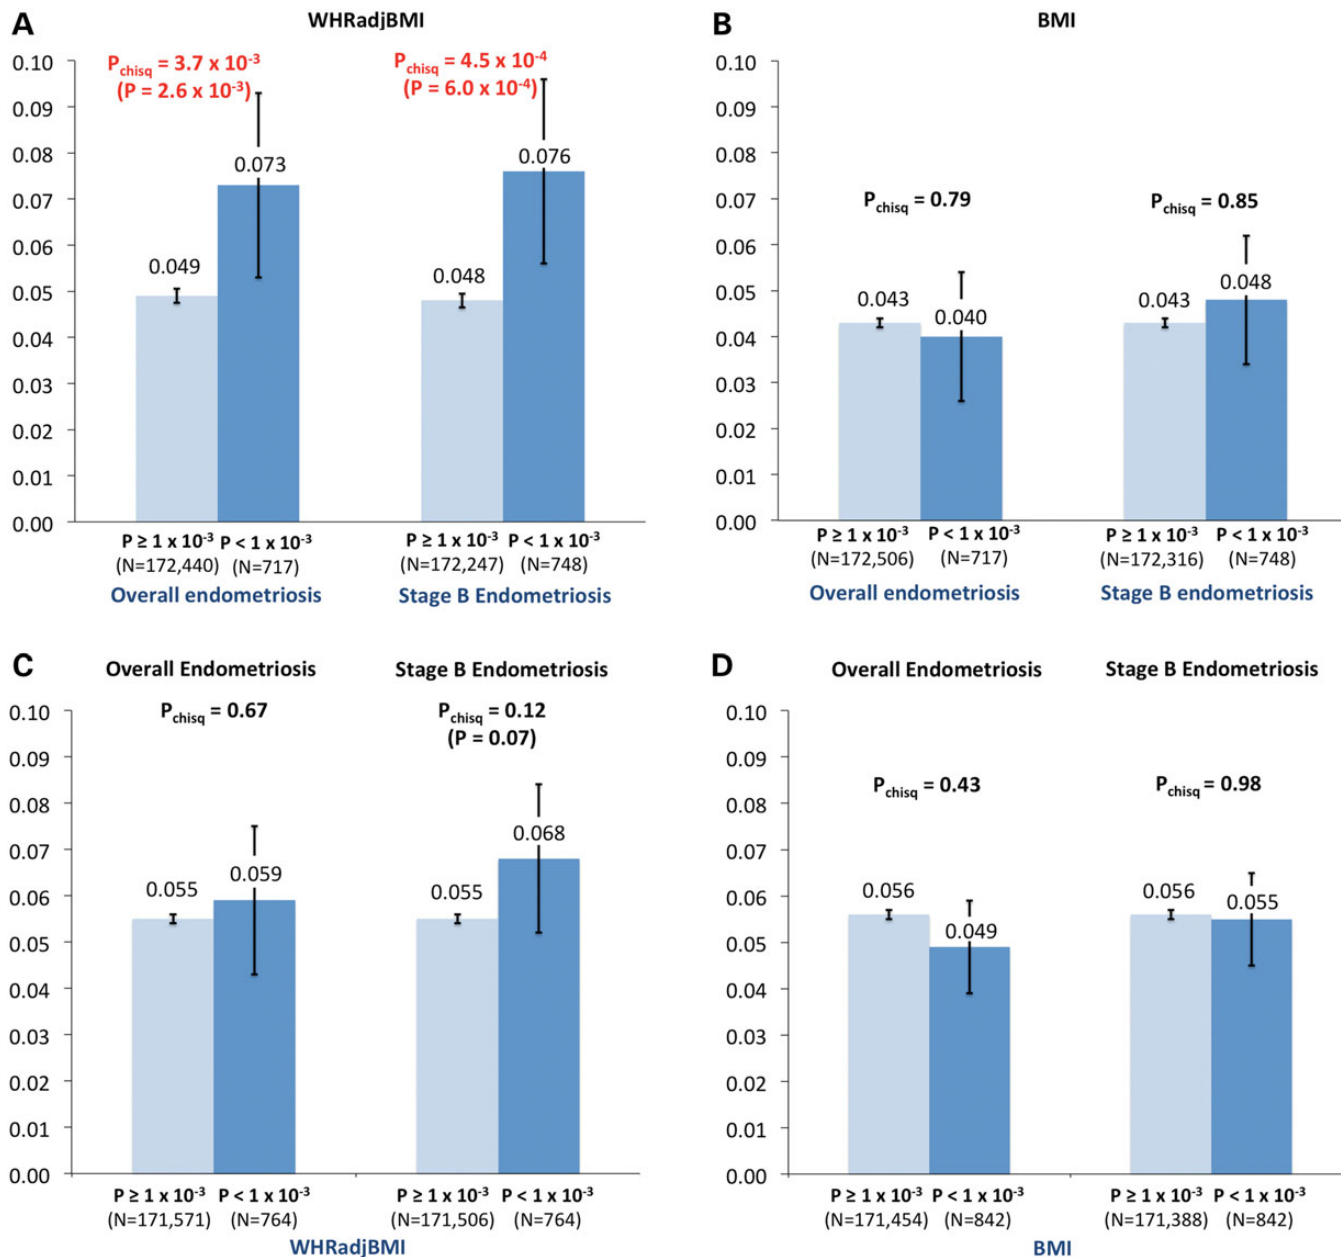 A
WHRadjBMI
0.10
0.09
0.08
0.07
0.06
0.05
0.04
0.03
0.02
0.01
0.00
Pchisq = 3.7 x 10-3
(P = 2.6 x 10-3)
Pchisq = 4.5 x 10-4
(P = 6.0 x 10-4)
0.049
0.073
0.048
0.076
P ≥ 1 x 10-3 P < 1 x 10-3 P ≥ 1 x 10-3 P < 1 x 10-3
(N=172,440) (N=717) (N=172,247) (N=748)
Overall endometriosis Stage B Endometriosis
B
BMI
0.10
0.09
0.08
0.07
0.06
0.05
0.04
0.03
0.02
0.01
0.00
Pchisq = 0.79
Pchisq = 0.85
0.043
0.040
0.043
0.048
P ≥ 1 x 10-3 P < 1 x 10-3 P ≥ 1 x 10-3 P < 1 x 10-3
(N=172,506) (N=717) (N=172,316) (N=748)
Overall endometriosis Stage B endometriosis
C
Overall Endometriosis Stage B Endometriosis
0.10
0.09
0.08
0.07
0.06
0.05
0.04
0.03
0.02
0.01
0.00
Pchisq = 0.67
Pchisq = 0.12
(P = 0.07)
0.055
0.059
0.055
0.068
P ≥ 1 x 10-3 P < 1 x 10-3 P ≥ 1 x 10-3 P < 1 x 10-3
(N=171,571) (N=764) (N=171,506) (N=764)
WHRadjBMI
D
Overall Endometriosis Stage B Endometriosis
0.10
0.09
0.08
0.07
0.06
0.05
0.04
0.03
0.02
0.01
0.00
Pchisq = 0.43
Pchisq = 0.98
0.056
0.049
0.056
0.055
P ≥ 1 x 10-3 P < 1 x 10-3 P ≥ 1 x 10-3 P < 1 x 10-3
(N=171,454) (N=842) (N=171,388) (N=842)
BMI